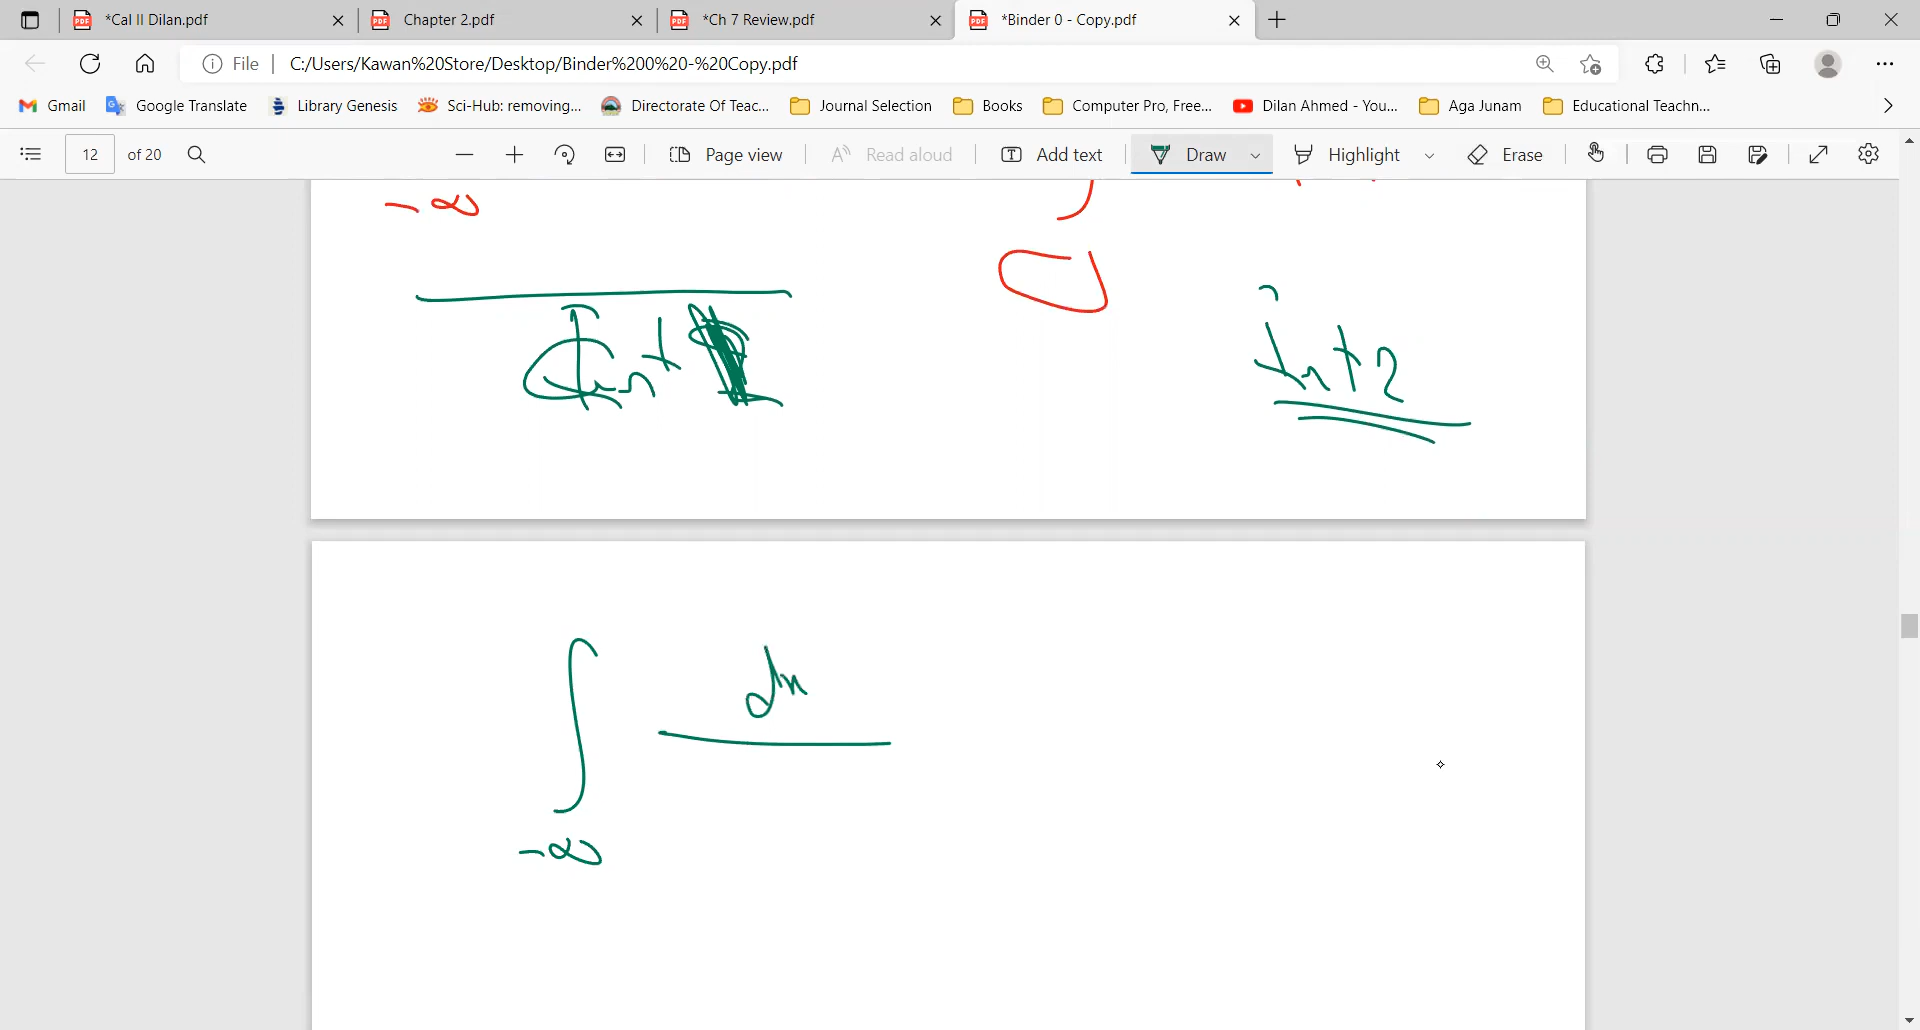 *Cal II Dilan.pdf
Chapter 2.pdf
*Ch 7 Review.pdf
*Binder 0 - Copy.pdf
File
C:/Users/Kawan%20Store/Desktop/Binder%200%20-%20Copy.pdf
Gmail
Google Translate
Library Genesis
Sci-Hub: removing...
Directorate Of Teac...
Journal Selection
Books
Computer Pro, Free...
Dilan Ahmed - You...
Aga Junam
Educational Teachn...
12 of 20
Page view
Read aloud
Add text
Draw
Highlight
Erase
-∞
Int
Int 2
∫ dx
-∞